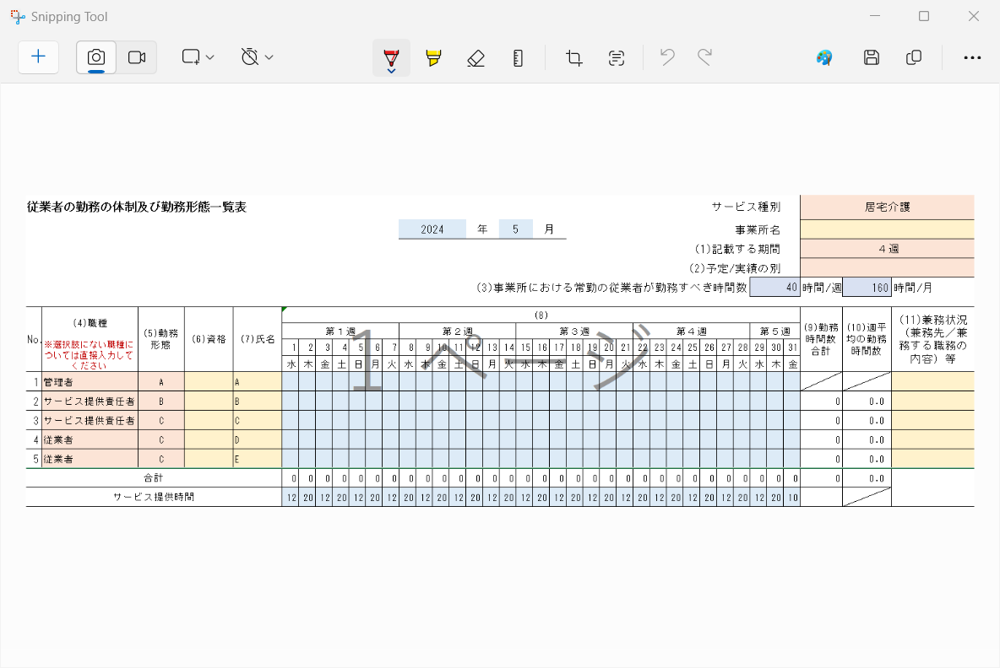 Snipping Tool
従業者の勤務の体制及び勤務形態一覧表
サービス種別 居宅介護
2024 年 5 月
事業所名
(1)記載する期間 4週
(2)予定/実績の別
(3)事業所における常勤の従業者が勤務すべき時間数 40 時間/週 160 時間/月
No. (4)職種 ※選択肢にない職種については直接入力してください (5)勤務形態 (6)資格 (7)氏名 (8) (9)勤務時間数合計 (10)週平均の勤務時間数 (11)兼務状況（兼務先／兼務する職務の内容）等
第1週 第2週 第3週 第4週 第5週
1 2 3 4 5 6 7 8 9 10 11 12 13 14 15 16 17 18 19 20 21 22 23 24 25 26 27 28 29 30 31
水 木 金 土 日 月 火 水 木 金 土 日 月 火 水 木 金 土 日 月 火 水 木 金 土 日 月 火 水 木 金
1ページ
1 管理者 A A
2 サービス提供責任者 B B 0 0.0
3 サービス提供責任者 C C 0 0.0
4 従業者 C D 0 0.0
5 従業者 C E 0 0.0
合計 0 0 0 0 0 0 0 0 0 0 0 0 0 0 0 0 0 0 0 0 0 0 0 0 0 0 0 0 0 0 0 0 0.0
サービス提供時間 12 20 12 20 12 20 12 20 12 20 12 20 12 20 12 20 12 20 12 20 12 20 12 20 12 20 12 20 12 20 10